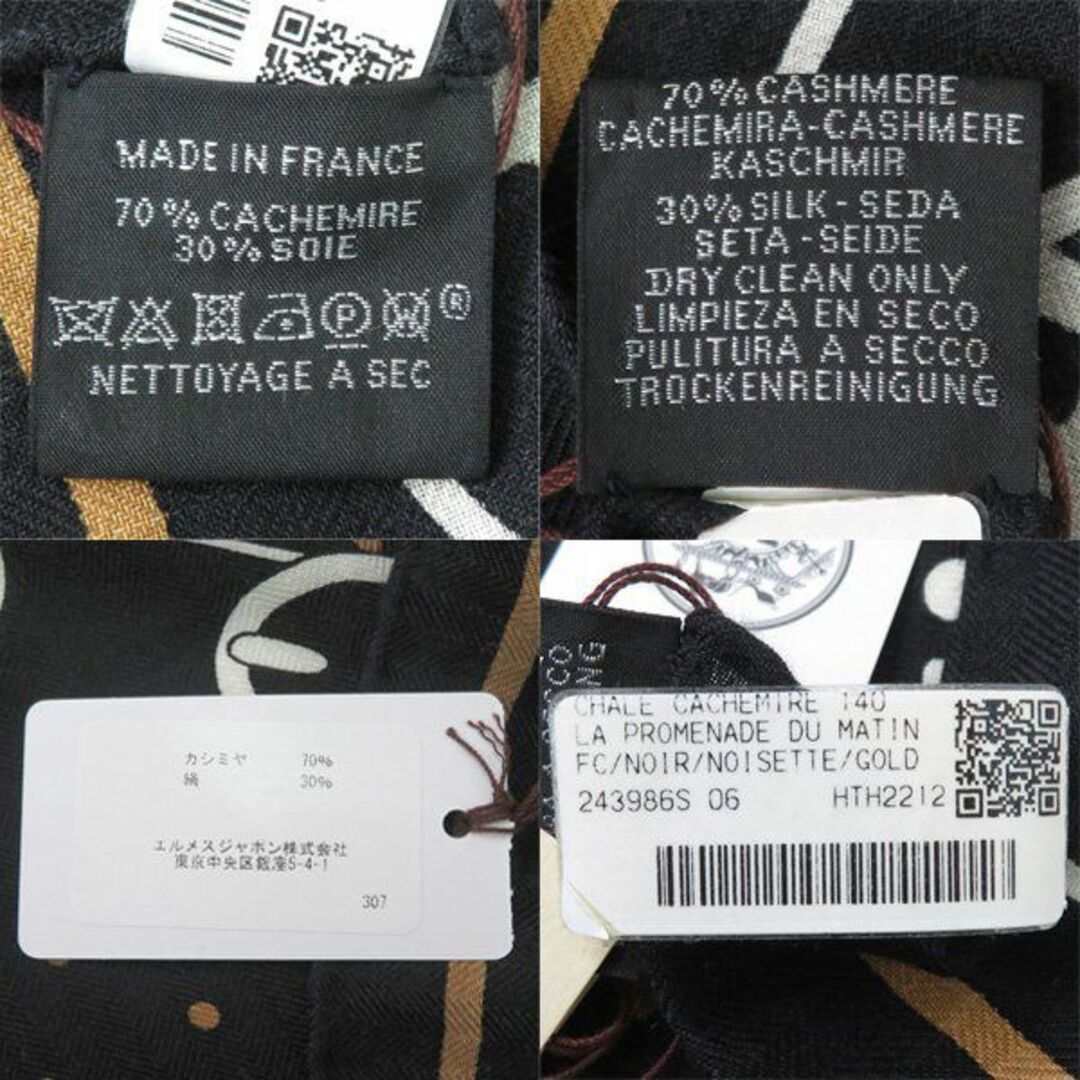 MADE IN FRANCE
70% CACHEMIRE
30% SOIE
P
W
®
NETTOYAGE A SEC
70% CASHMERE
CACHEMIRA-CASHMERE
KASCHMIR
30% SILK - SEDA
SETA - SEIDE
DRY CLEAN ONLY
LIMPIEZA EN SECO
PULITURA A SECCO
TROCKENREINIGUNG
カシミヤ 70%
絹 30%
エルメスジャポン株式会社
東京中央区銀座5-4-1
307
CHALE CACHEMIRE 140
LA PROMENADE DU MATIN
FC/NOIR/NOISETTE/GOLD
243986S 06 HTH2212